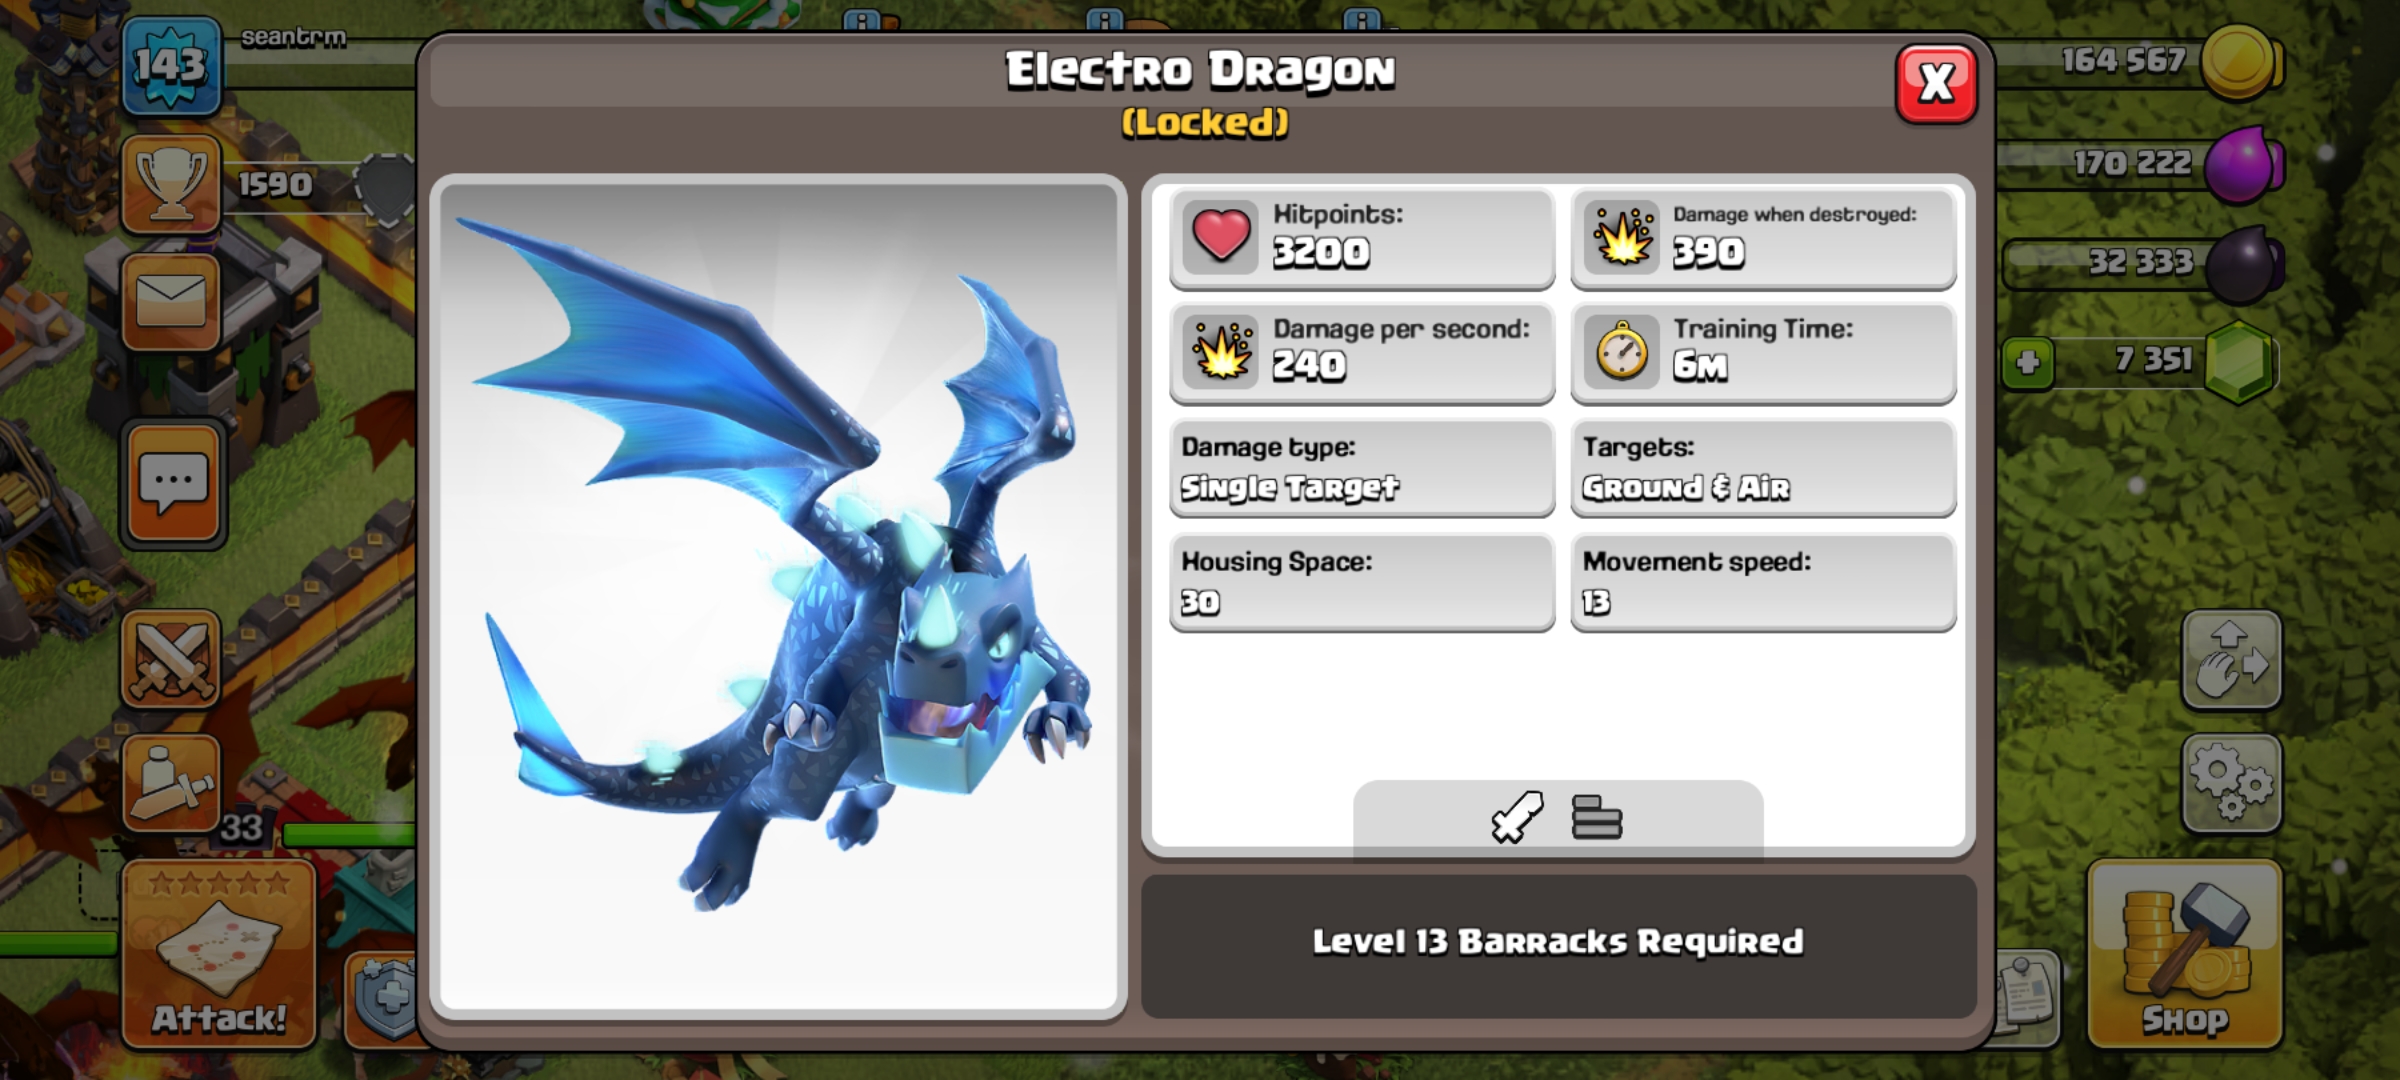 143
seantrm
Electro Dragon
(Locked)
X
164 567
1590
170 222
32 333
7 351
Hitpoints:
3200
Damage when destroyed:
390
Damage per second:
240
Training Time:
6m
Damage type:
Single Target
Targets:
Ground & Air
Housing Space:
30
Movement speed:
13
33
Level 13 Barracks Required
Attack!
Shop